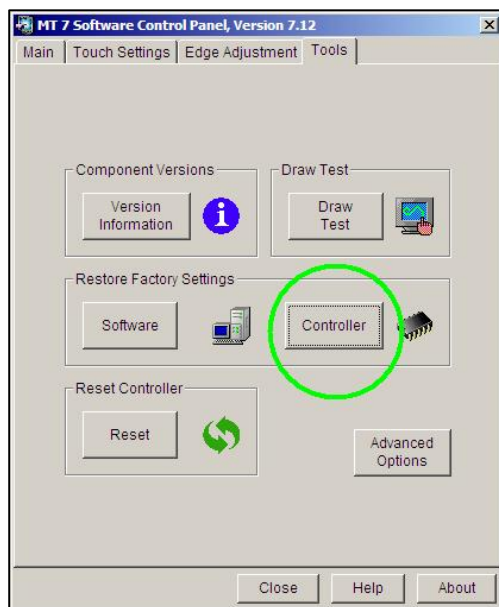 MT 7 Software Control Panel, Version 7.12
Main Touch Settings Edge Adjustment Tools
Component Versions
Version
Information
Draw Test
Draw
Test
Restore Factory Settings
Software
Controller
Reset Controller
Reset
Advanced
Options
Close Help About